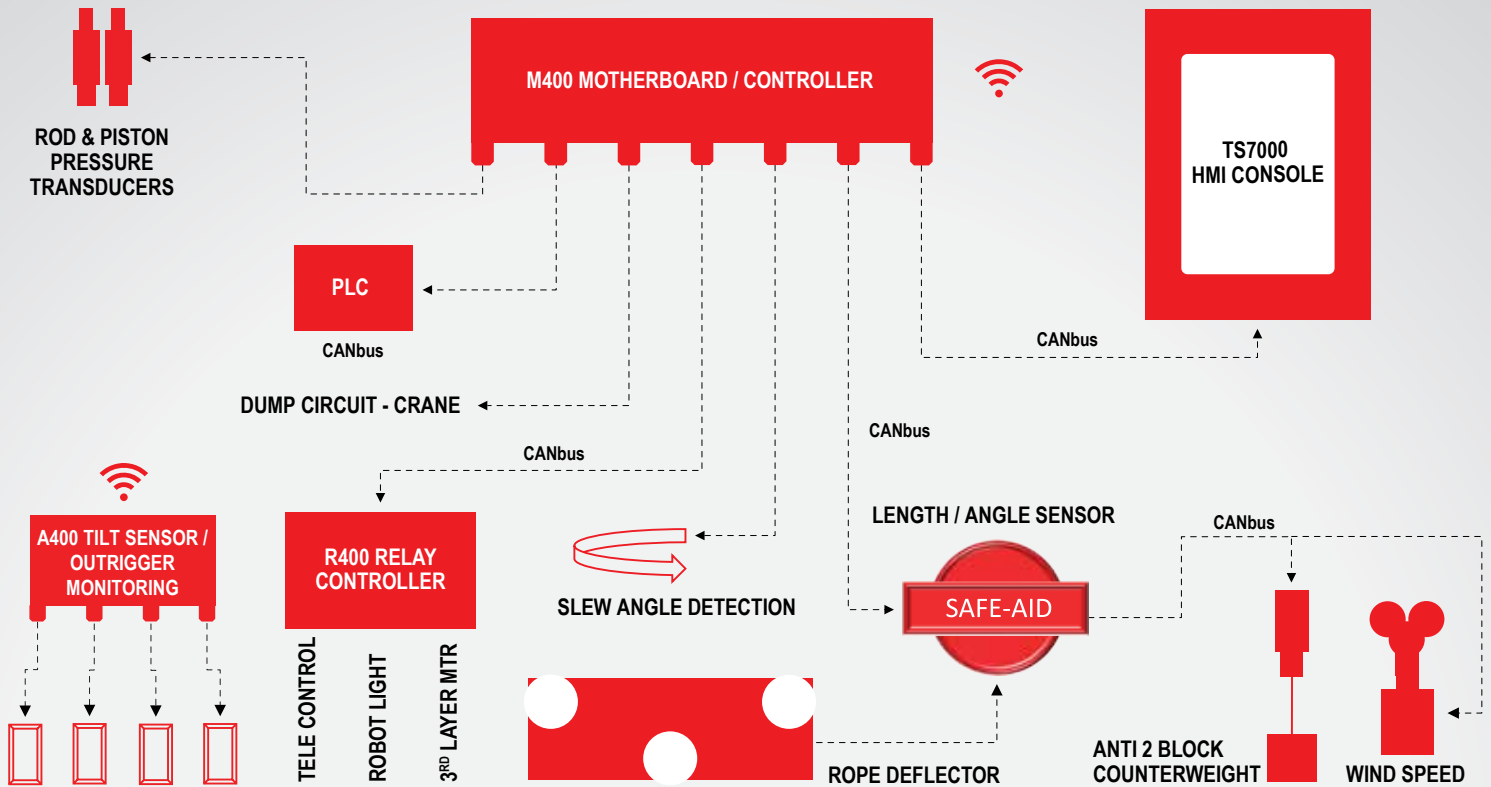 M400 MOTHERBOARD / CONTROLLER
ROD & PISTON
PRESSURE
TRANSDUCERS
TS7000
HMI CONSOLE
PLC
CANbus
CANbus
DUMP CIRCUIT - CRANE
CANbus
CANbus
A400 TILT SENSOR /
OUTRIGGER
MONITORING
R400 RELAY
CONTROLLER
TELE CONTROL
ROBOT LIGHT
3RD LAYER MTR
SLEW ANGLE DETECTION
LENGTH / ANGLE SENSOR
SAFE-AID
CANbus
ROPE DEFLECTOR
ANTI 2 BLOCK
COUNTERWEIGHT
WIND SPEED